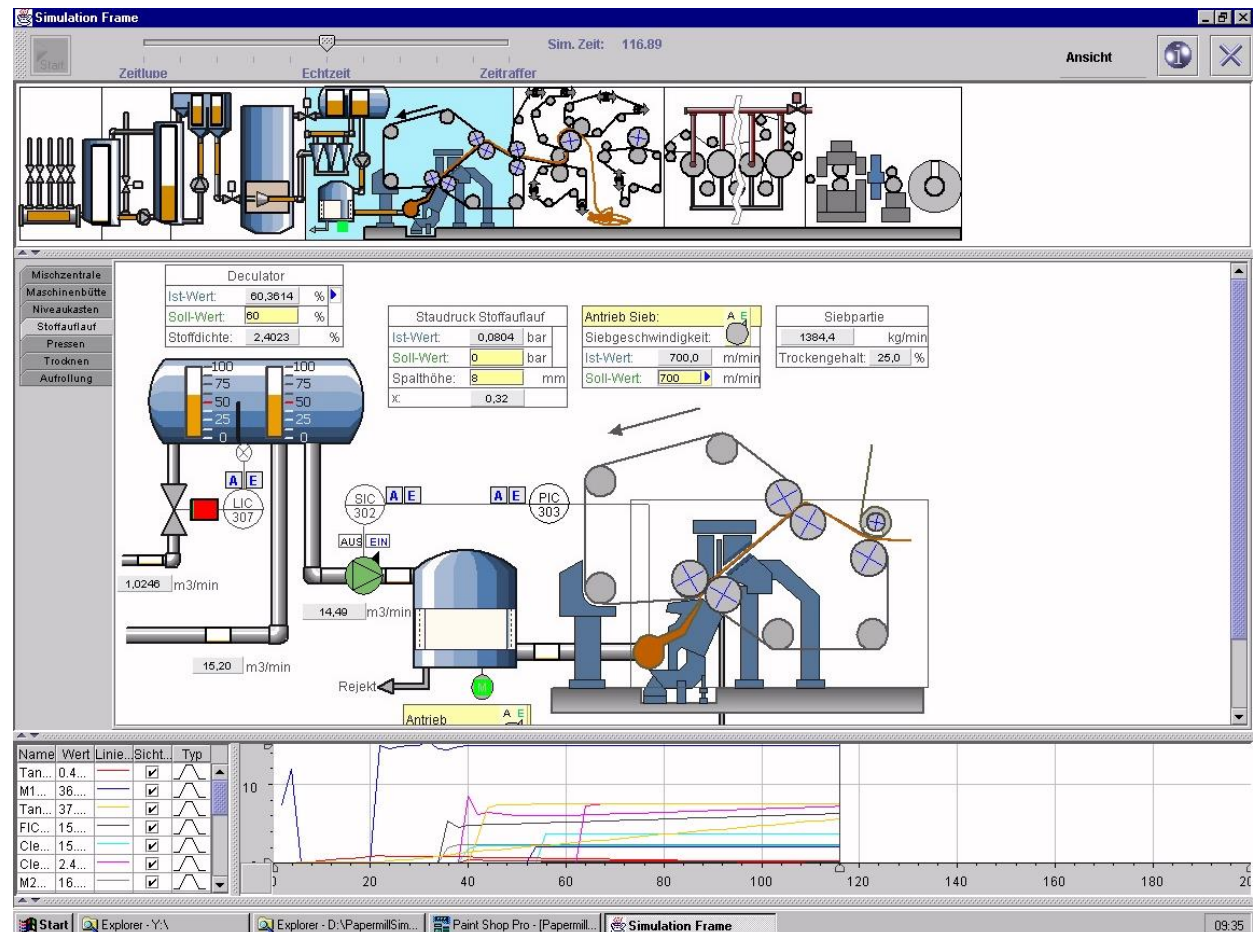 Simulation Frame
Start
Sim. Zeit: 116.89
Zeitlupe Echtzeit Zeitraffer
Ansicht
Mischzentrale
Maschinenbütte
Niveaukasten
Stoffauflauf
Pressen
Trocknen
Aufrollung
Deculator
Ist-Wert: 60,3614 %
Soll-Wert: 60 %
Stoffdichte: 2,4023 %
Staudruck Stoffauflauf
Ist-Wert: 0,0804 bar
Soll-Wert: 0 bar
Spalthöhe: 8 mm
x: 0,32
Antrieb Sieb: A E
Siebgeschwindigkeit:
Ist-Wert: 700,0 m/min
Soll-Wert: 700 m/min
Siebpartie
1384,4 kg/min
Trockengehalt: 25,0 %
100 100
75 75
50 50
25 25
0 0
A E
LIC
307
SIC
302
A E
A E
PIC
303
AUS EIN
1,0246 m3/min
14,49 m3/min
15,20 m3/min
Rejekt
M
Antrieb A E
Name Wert Linie... Sicht... Typ
Tan... 0.4...
M1... 36....
Tan... 37....
FIC... 15....
Cle... 15....
Cle... 2.4...
M2... 16....
10
20 40 60 80 100 120 140 160 180
Start Explorer - Y:\ Explorer - D:\PapermillSim... Paint Shop Pro - [Papermill... Simulation Frame 09:35